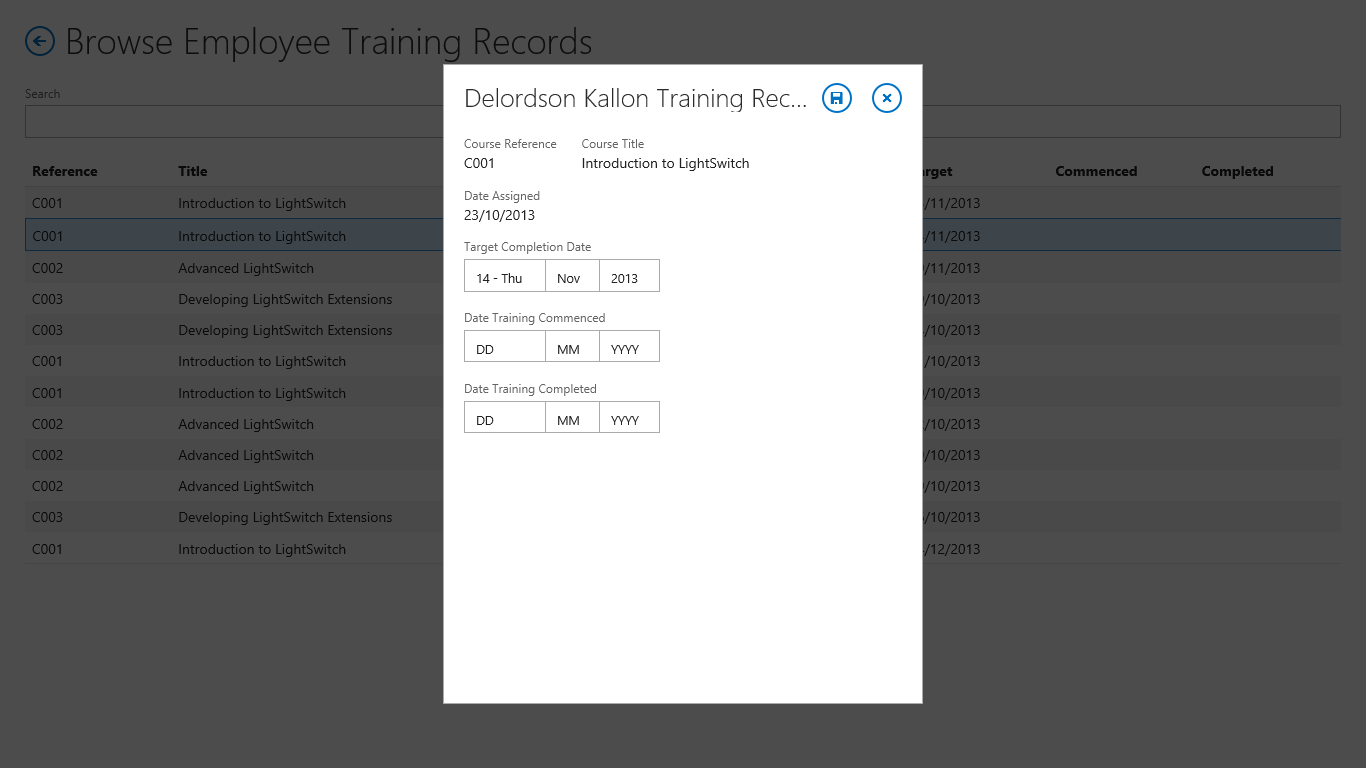 Browse Employee Training Records
Search
Reference Title Commenced Completed
C001 Introduction to LightSwitch /11/2013
C001 Introduction to LightSwitch /11/2013
C002 Advanced LightSwitch /11/2013
C003 Developing LightSwitch Extensions /10/2013
C003 Developing LightSwitch Extensions /10/2013
C001 Introduction to LightSwitch /10/2013
C001 Introduction to LightSwitch /10/2013
C002 Advanced LightSwitch /10/2013
C002 Advanced LightSwitch /10/2013
C002 Advanced LightSwitch /10/2013
C003 Developing LightSwitch Extensions /10/2013
C001 Introduction to LightSwitch /12/2013
Delordson Kallon Training Rec...
Course Reference Course Title
C001 Introduction to LightSwitch
Date Assigned
23/10/2013
Target Completion Date
14 - Thu Nov 2013
Date Training Commenced
DD MM YYYY
Date Training Completed
DD MM YYYY